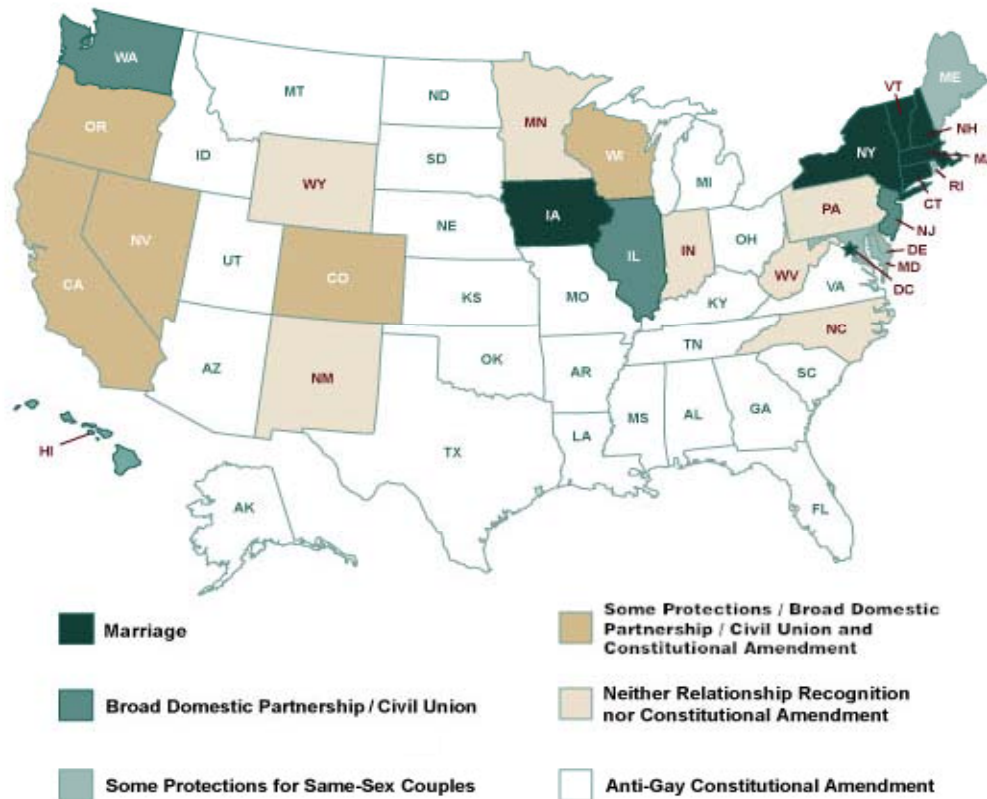 WA
MT
ND
MN
VT
ME
OR
ID
SD
WI
NY
NH
MA
WY
MI
RI
CT
IA
PA
NE
NJ
NV
OH
DE
IL
IN
MD
UT
CO
WV
DC
CA
VA
KS
MO
KY
NC
TN
AZ
OK
NM
AR
SC
MS
AL
GA
HI
LA
TX
AK
FL
Marriage
Some Protections / Broad Domestic
Partnership / Civil Union and
Constitutional Amendment
Broad Domestic Partnership / Civil Union
Neither Relationship Recognition
nor Constitutional Amendment
Some Protections for Same-Sex Couples
Anti-Gay Constitutional Amendment